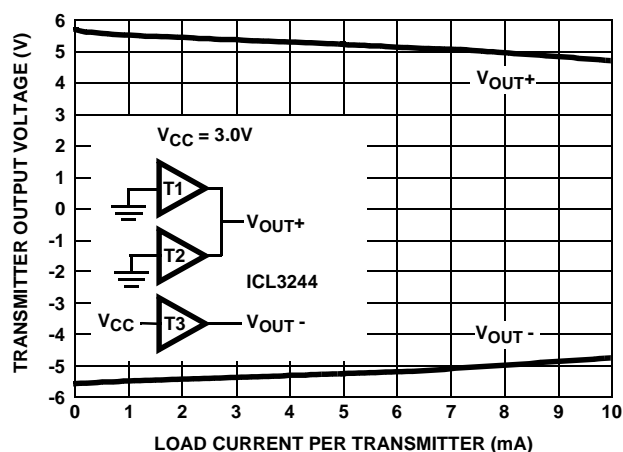 TRANSMITTER OUTPUT VOLTAGE (V)
6
5
4
3
2
1
0
-1
-2
-3
-4
-5
-6
VOUT+
VCC = 3.0V
T1
VOUT+
T2
ICL3244
VCC T3 VOUT -
VOUT -
0 1 2 3 4 5 6 7 8 9 10
LOAD CURRENT PER TRANSMITTER (mA)